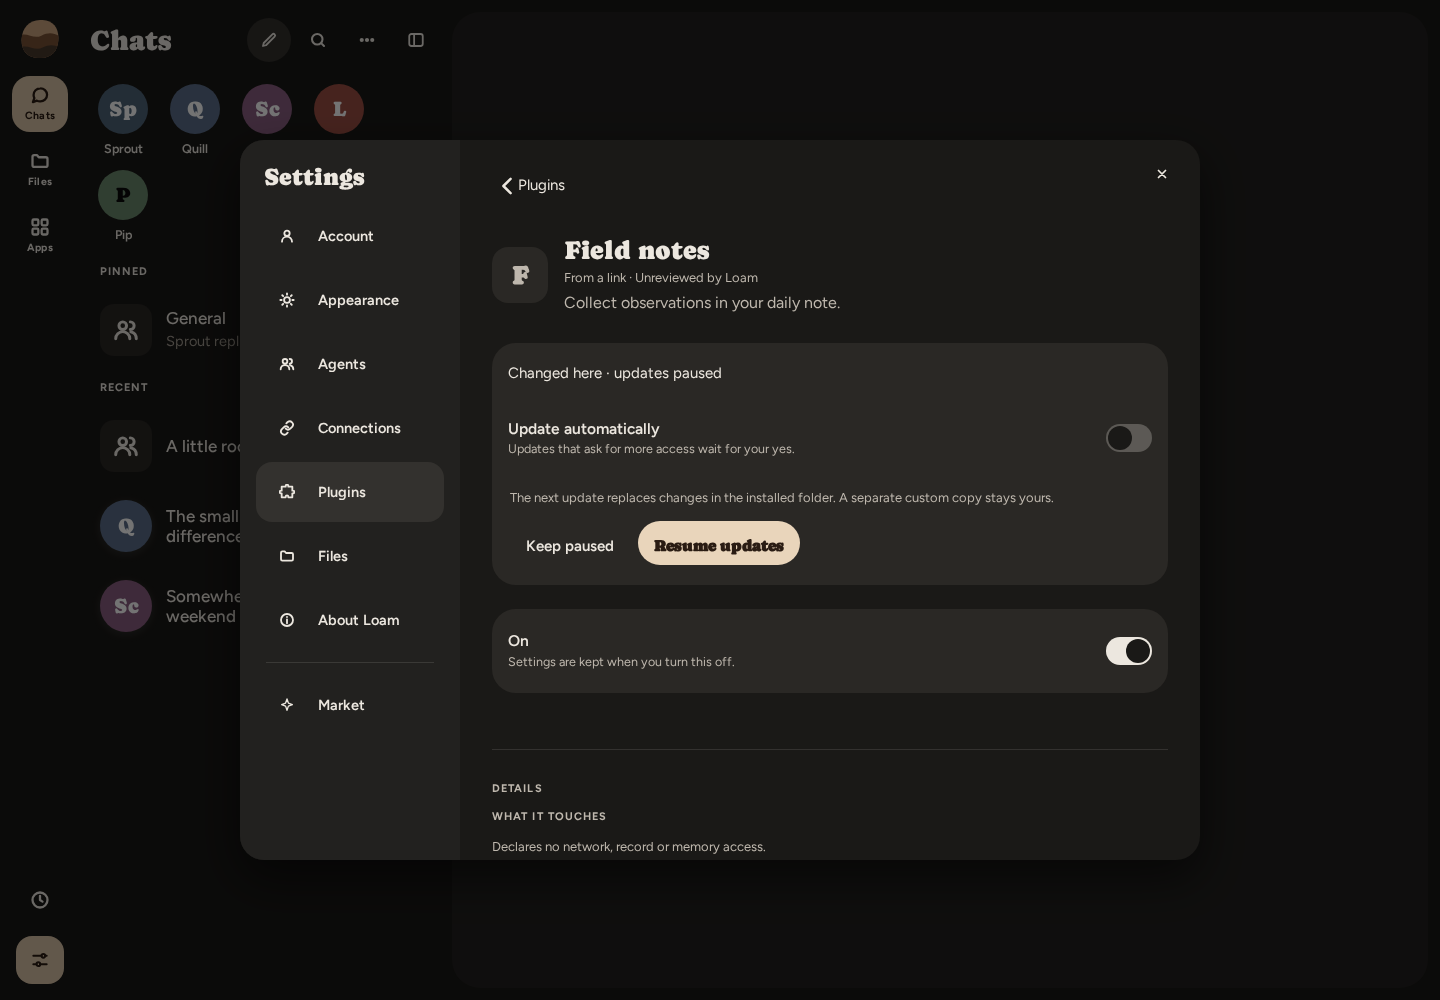 Chats
Chats
Files
Apps
Sp
Q
Sc
L
Sprout
Quill
P
Pip
PINNED
General
Sprout repl
RECENT
A little roo
Q
The small
difference
Sc
Somewhe
weekend
Settings
Account
Appearance
Agents
Connections
Plugins
Files
About Loam
Market
Plugins
F
Field notes
From a link · Unreviewed by Loam
Collect observations in your daily note.
Changed here · updates paused
Update automatically
Updates that ask for more access wait for your yes.
The next update replaces changes in the installed folder. A separate custom copy stays yours.
Keep paused
Resume updates
On
Settings are kept when you turn this off.
DETAILS
WHAT IT TOUCHES
Declares no network, record or memory access.